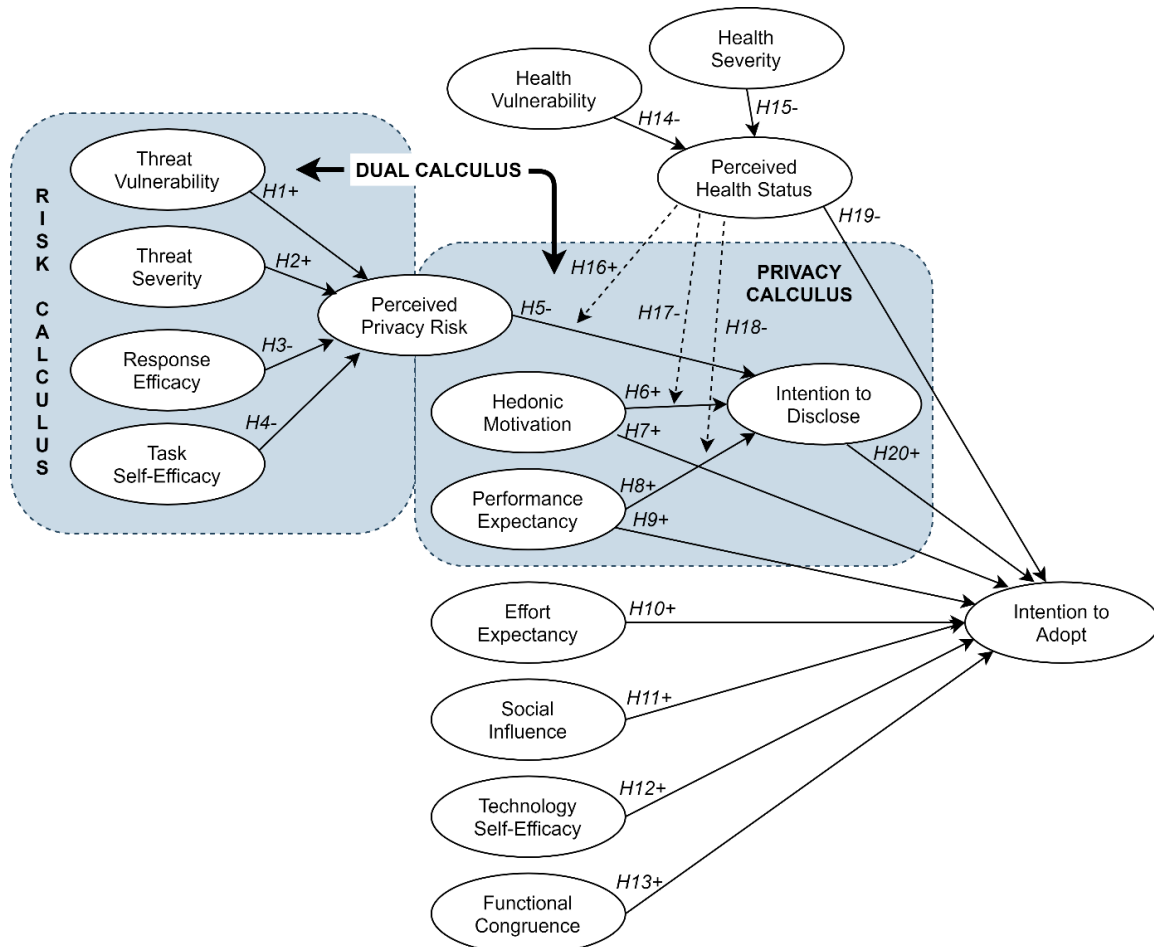 Health
Severity
Health
Vulnerability
H14-
H15-
Perceived
Health Status
H19-
RISK CALCULUS
Threat
Vulnerability
H1+
DUAL CALCULUS
Threat
Severity
H2+
Response
Efficacy
H3-
Task
Self-Efficacy
H4-
Perceived
Privacy Risk
H5-
H16+
H17-
H18-
PRIVACY
CALCULUS
Hedonic
Motivation
H6+
H7+
Intention to
Disclose
H20+
Performance
Expectancy
H8+
H9+
Effort
Expectancy
H10+
Intention to
Adopt
Social
Influence
H11+
Technology
Self-Efficacy
H12+
Functional
Congruence
H13+